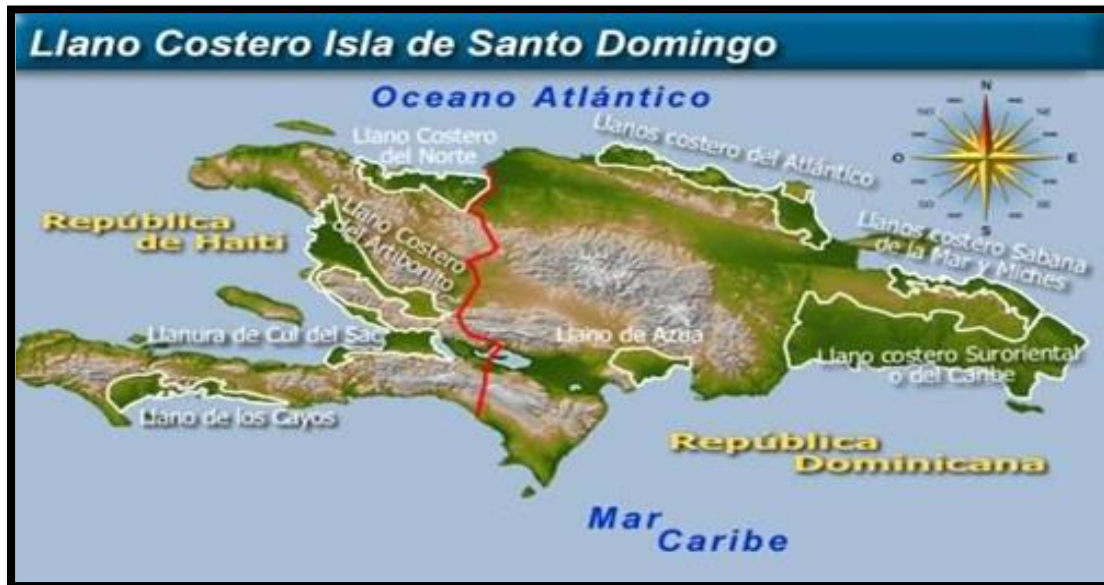 Llano Costero Isla de Santo Domingo
Oceano Atlántico
N
Llano Costero
del Norte
Llanos costero del Atlántico
O
E
S
República
de Haiti
Llano Costero
del Artibonito
Llanos costero Sabana
de la Mar y Miches
Llanura de Cul del Sac
Llano de Azua
Llano costero Suroriental
o del Caribe
Llano de los Cayos
República
Dominicana
Mar
Caribe